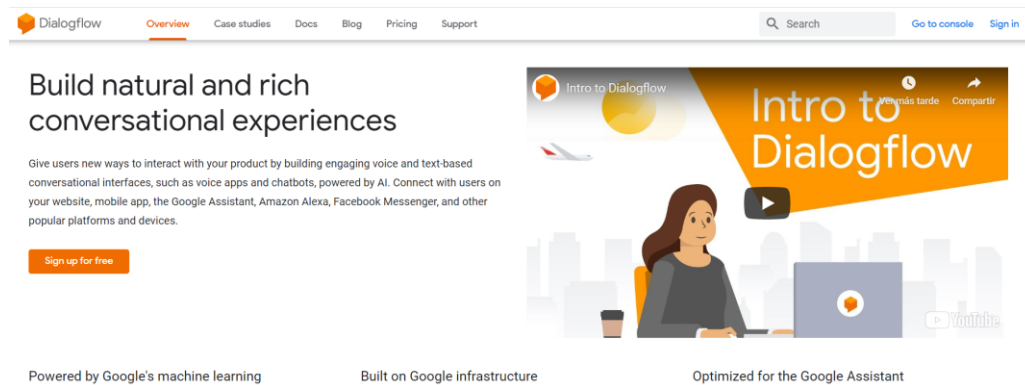 Dialogflow Overview Case studies Docs Blog Pricing Support Search Go to console Sign in
Build natural and rich
conversational experiences
Give users new ways to interact with your product by building engaging voice and text-based
conversational interfaces, such as voice apps and chatbots, powered by AI. Connect with users on
your website, mobile app, the Google Assistant, Amazon Alexa, Facebook Messenger, and other
popular platforms and devices.
Sign up for free
Intro to Dialogflow
Ver más tarde Compartir
Intro to
Dialogflow
YouTube
Powered by Google's machine learning Built on Google infrastructure Optimized for the Google Assistant